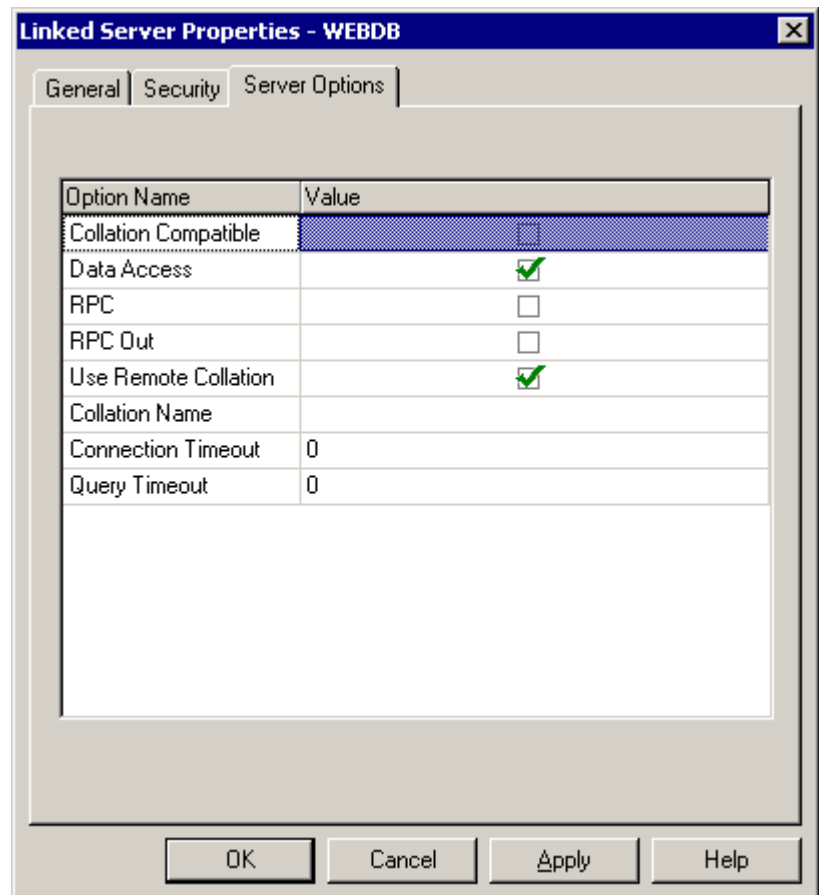 Linked Server Properties - WEBDB
General Security Server Options
Option Name Value
Collation Compatible
Data Access
RPC
RPC Out
Use Remote Collation
Collation Name
Connection Timeout 0
Query Timeout 0
OK Cancel Apply Help